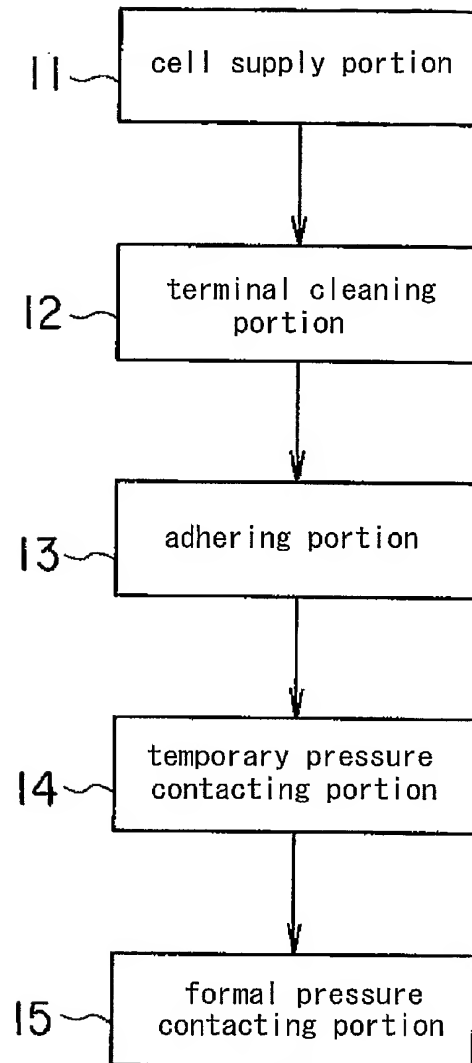 11 cell supply portion
12 terminal cleaning
portion
13 adhering portion
14 temporary pressure
contacting portion
15 formal pressure
contacting portion